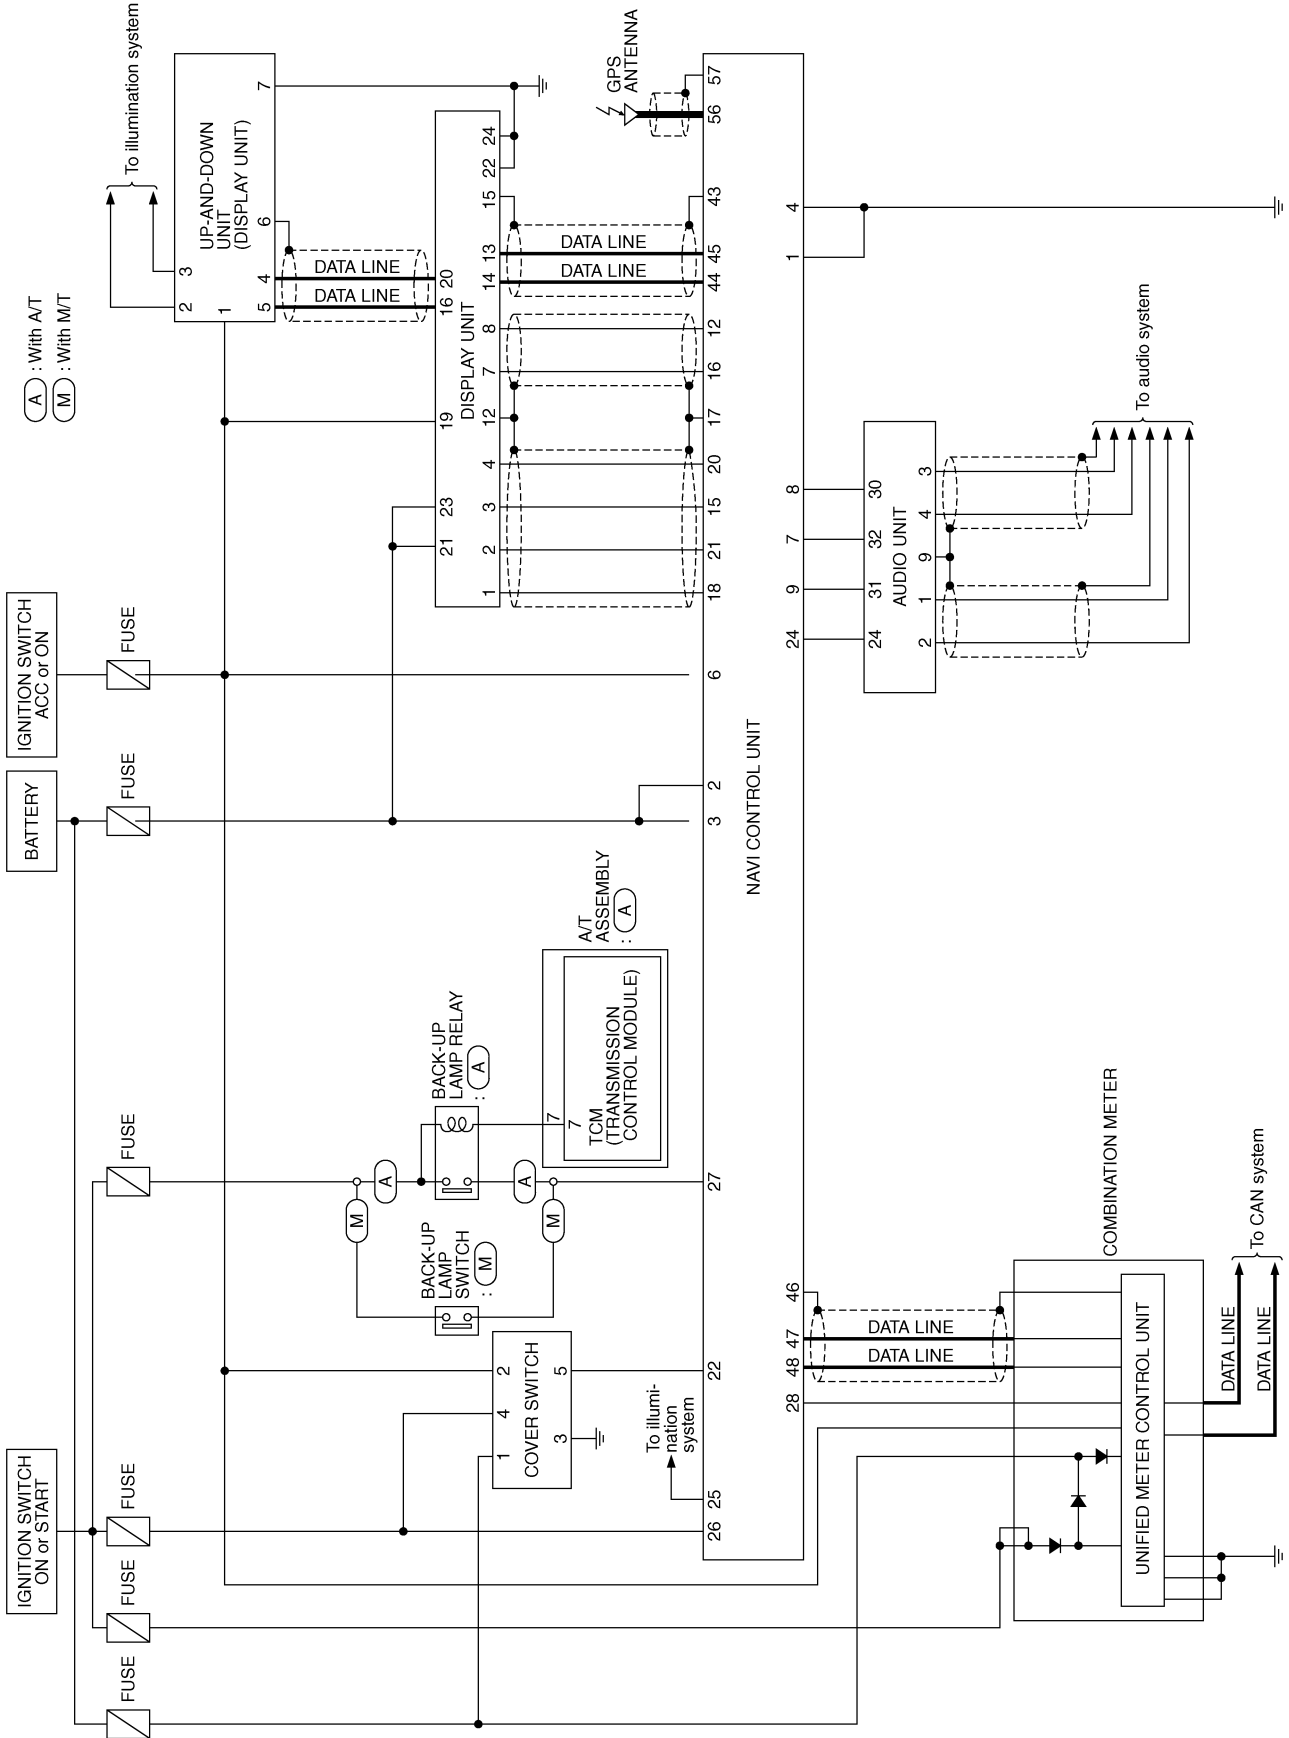 IGNITION SWITCH
ON or START
BATTERY
IGNITION SWITCH
ACC or ON
A : With A/T
M : With M/T
FUSE
FUSE
FUSE
FUSE
FUSE
FUSE
To illumination system
2
3
UP-AND-DOWN
UNIT
(DISPLAY UNIT)
1
5
4
6
7
DATA LINE
DATA LINE
21
23
19
16
20
DISPLAY UNIT
1
2
3
4
12
7
8
14
13
15
22
24
DATA LINE
DATA LINE
GPS
ANTENNA
M
A
BACK-UP
LAMP RELAY
: A
A
M
BACK-UP
LAMP
SWITCH
: M
A/T
ASSEMBLY
: A
7
7
TCM
(TRANSMISSION
CONTROL MODULE)
1
4
2
COVER SWITCH
3
5
To illumi-
nation
system
26
25
22
27
3
2
6
18
21
15
20
17
16
12
44
45
43
56
57
NAVI CONTROL UNIT
28
48
47
46
24
9
7
8
1
4
24
31
32
30
AUDIO UNIT
2
1
9
4
3
To audio system
DATA LINE
DATA LINE
COMBINATION METER
UNIFIED METER CONTROL UNIT
DATA LINE
DATA LINE
To CAN system